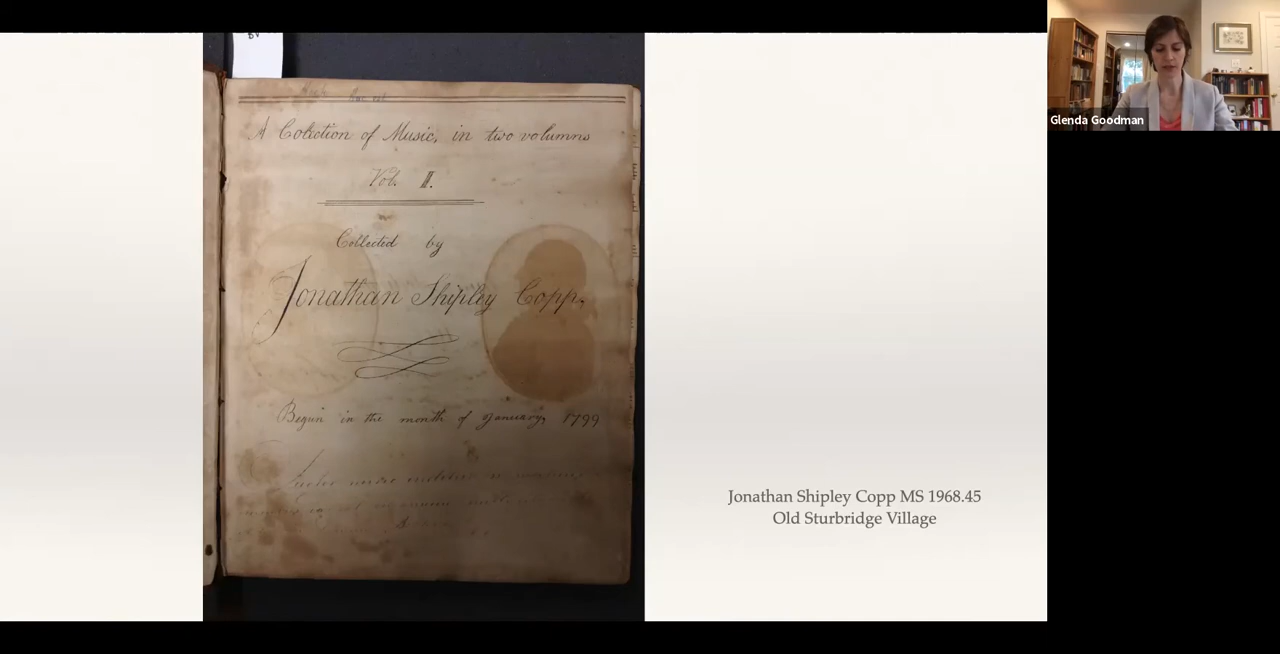 A Colection of Music, in two volumns
Vol. II.
Collected by
Jonathan Shipley Copp.
Begun in the month of January, 1799
Jonathan Shipley Copp MS 1968.45
Old Sturbridge Village
Glenda Goodman